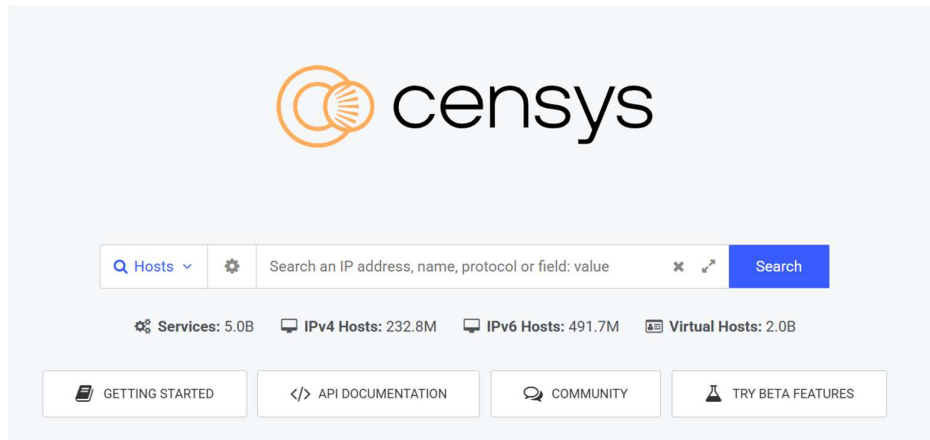 censys
Hosts Search an IP address, name, protocol or field: value Search
Services: 5.0B IPv4 Hosts: 232.8M IPv6 Hosts: 491.7M Virtual Hosts: 2.0B
GETTING STARTED </> API DOCUMENTATION COMMUNITY TRY BETA FEATURES